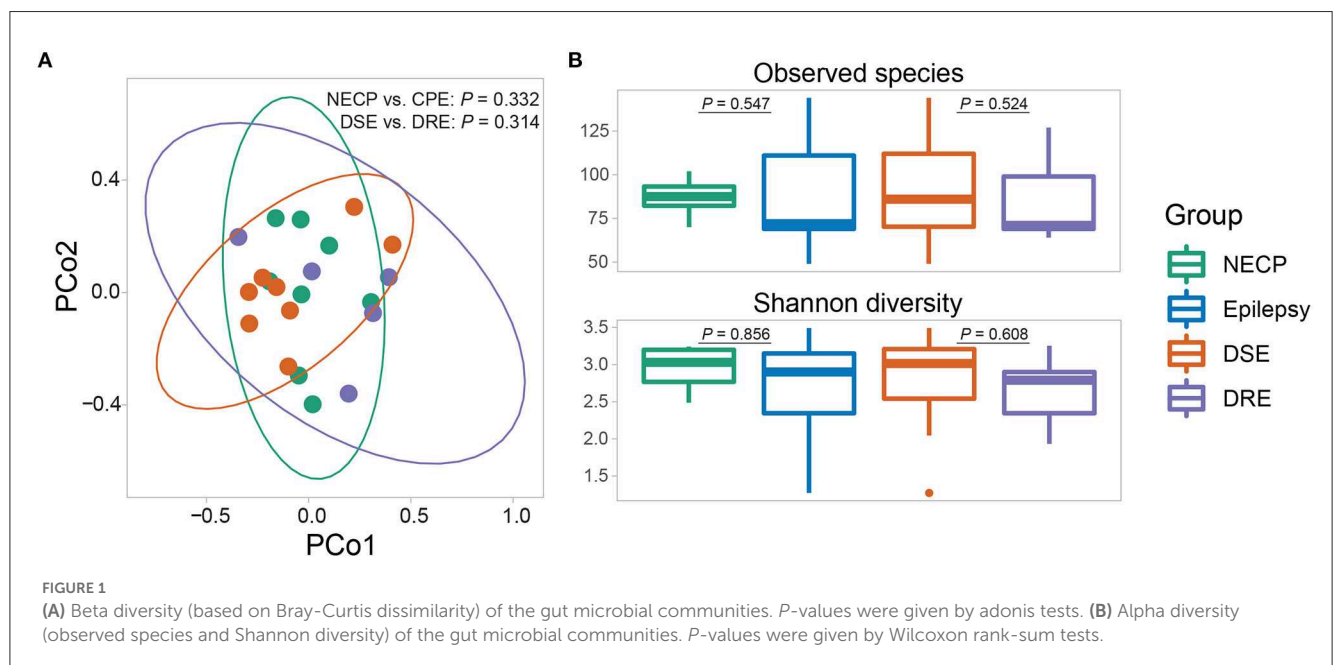 A
NECP vs. CPE: P = 0.332
DSE vs. DRE: P = 0.314
0.4
0.0
−0.4
PCo2
−0.5
0.0
0.5
1.0
PCo1
B
Observed species
P = 0.547
P = 0.524
125
100
75
50
Shannon diversity
P = 0.856
P = 0.608
3.5
3.0
2.5
2.0
1.5
Group
NECP
Epilepsy
DSE
DRE
FIGURE 1
(A) Beta diversity (based on Bray-Curtis dissimilarity) of the gut microbial communities. P-values were given by adonis tests. (B) Alpha diversity
(observed species and Shannon diversity) of the gut microbial communities. P-values were given by Wilcoxon rank-sum tests.